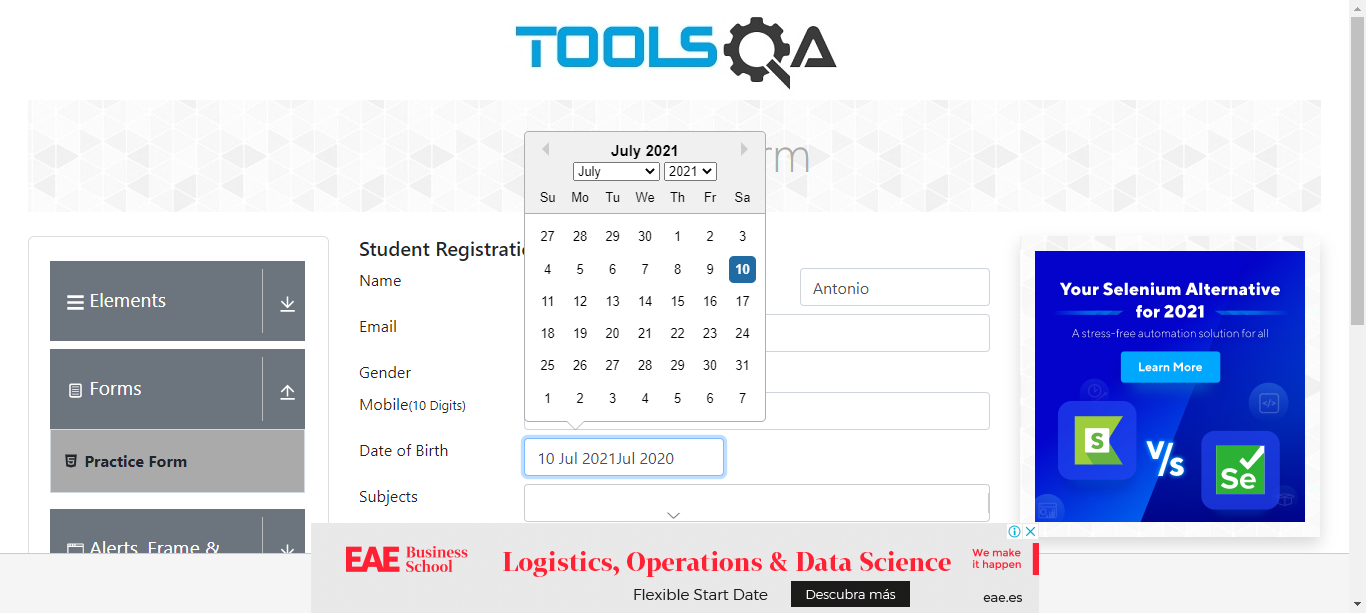 TOOLSQA
rm
July 2021
July 2021
Su Mo Tu We Th Fr Sa
27 28 29 30 1 2 3
4 5 6 7 8 9 10
11 12 13 14 15 16 17
18 19 20 21 22 23 24
25 26 27 28 29 30 31
1 2 3 4 5 6 7
Elements
Forms
Practice Form
Alerts, Frame &
Student Registrati
Name
Antonio
Email
Gender
Mobile(10 Digits)
Date of Birth
10 Jul 2021Jul 2020
Subjects
Your Selenium Alternative
for 2021
A stress-free automation solution for all
Learn More
S
V/s
Se
EAE Business
School
Logistics, Operations & Data Science
Flexible Start Date
Descubra más
We make
it happen
eae.es